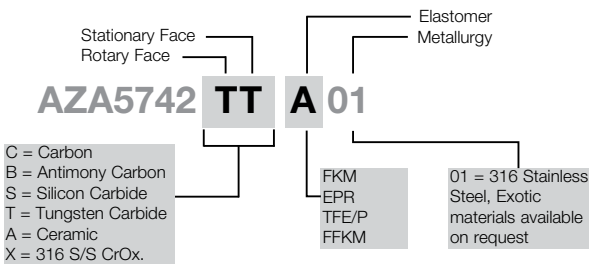 Elastomer
Stationary Face
Metallurgy
Rotary Face
AZA5742 TT A 01
C = Carbon
B = Antimony Carbon
S = Silicon Carbide
T = Tungsten Carbide
A = Ceramic
X = 316 S/S CrOx.
FKM
EPR
TFE/P
FFKM
01 = 316 Stainless
Steel, Exotic
materials available
on request